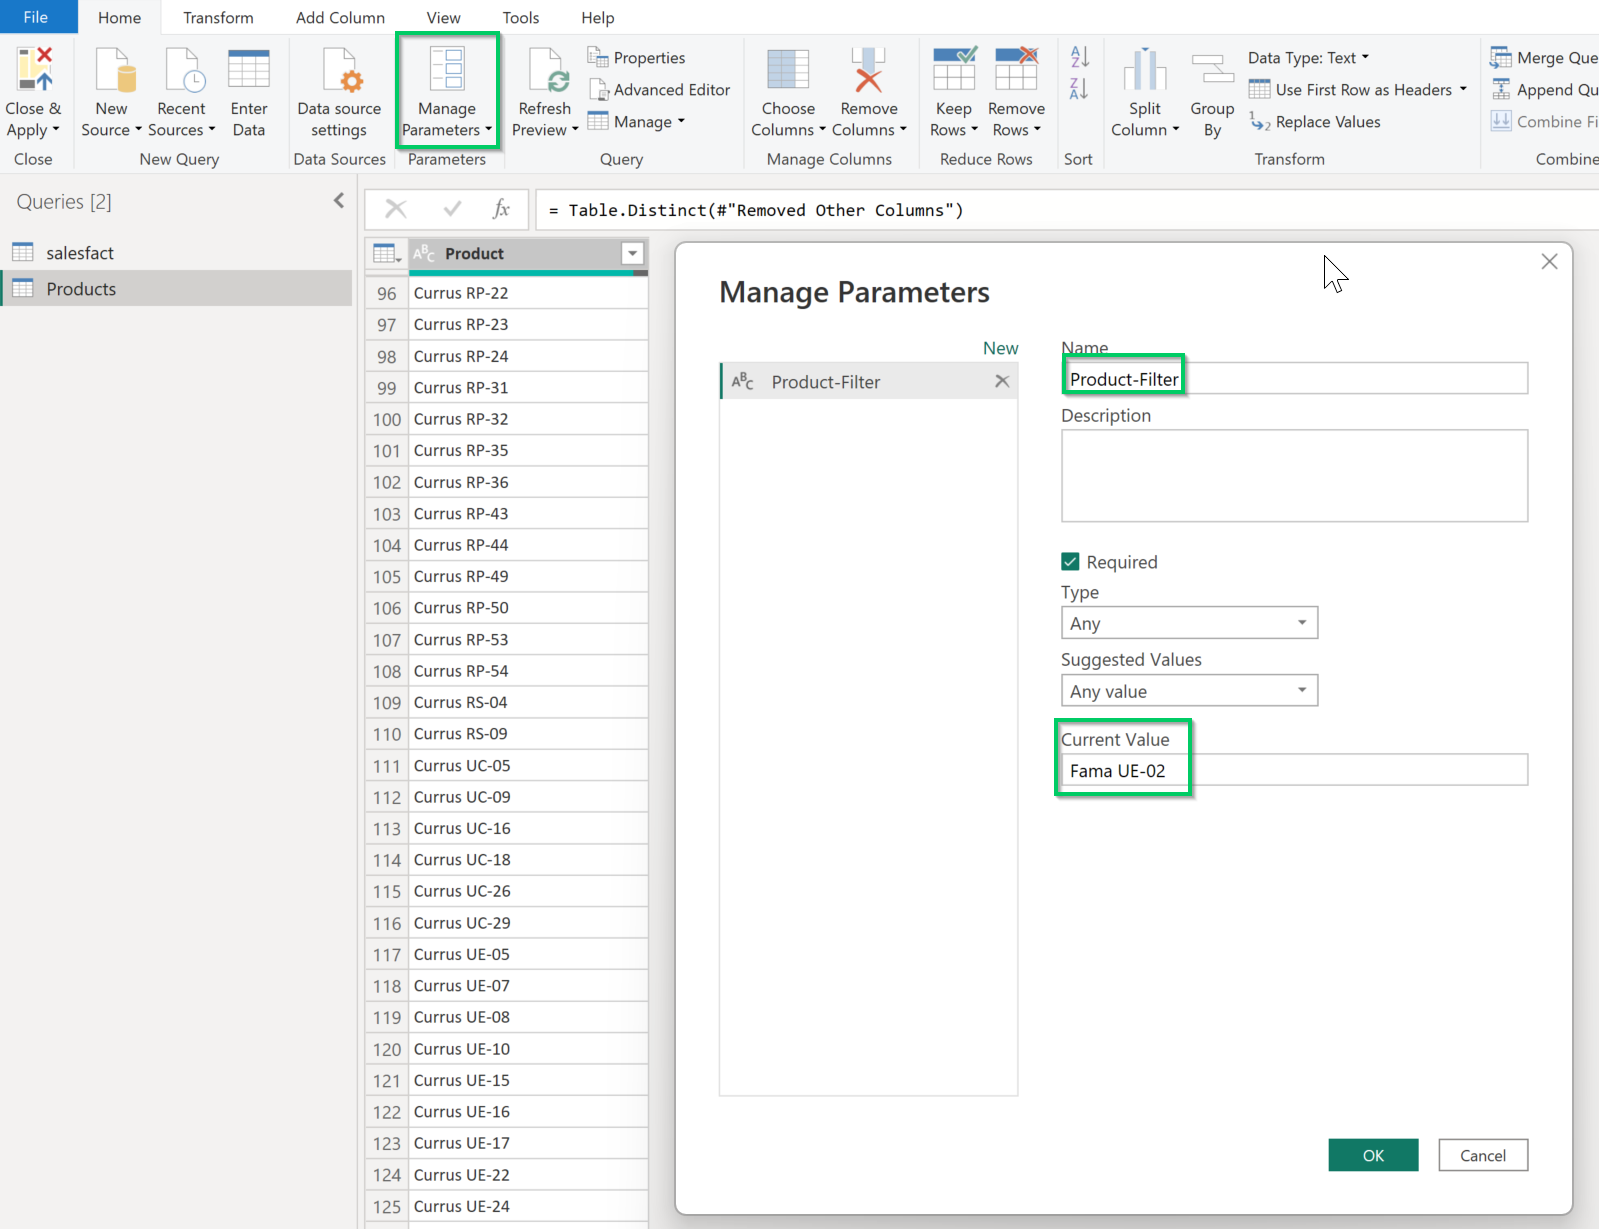 File Home Transform Add Column View Tools Help
Close & Apply
New Source
Recent Sources
Enter Data
Data source settings
Manage Parameters
Refresh Preview
Properties
Advanced Editor
Manage
Choose Columns
Remove Columns
Keep Rows
Remove Rows
Split Column
Group By
Data Type: Text
Use First Row as Headers
Replace Values
Merge Que
Append Qu
Combine Fi
Close New Query Data Sources Parameters Query Manage Columns Reduce Rows Sort Transform Combine
Queries [2]
salesfact
Products
fx = Table.Distinct(#"Removed Other Columns")
ABC Product
96 Currus RP-22
97 Currus RP-23
98 Currus RP-24
99 Currus RP-31
100 Currus RP-32
101 Currus RP-35
102 Currus RP-36
103 Currus RP-43
104 Currus RP-44
105 Currus RP-49
106 Currus RP-50
107 Currus RP-53
108 Currus RP-54
109 Currus RS-04
110 Currus RS-09
111 Currus UC-05
112 Currus UC-09
113 Currus UC-16
114 Currus UC-18
115 Currus UC-26
116 Currus UC-29
117 Currus UE-05
118 Currus UE-07
119 Currus UE-08
120 Currus UE-10
121 Currus UE-15
122 Currus UE-16
123 Currus UE-17
124 Currus UE-22
125 Currus UE-24
Manage Parameters
New
ABC Product-Filter
Name
Product-Filter
Description
Required
Type
Any
Suggested Values
Any value
Current Value
Fama UE-02
OK Cancel